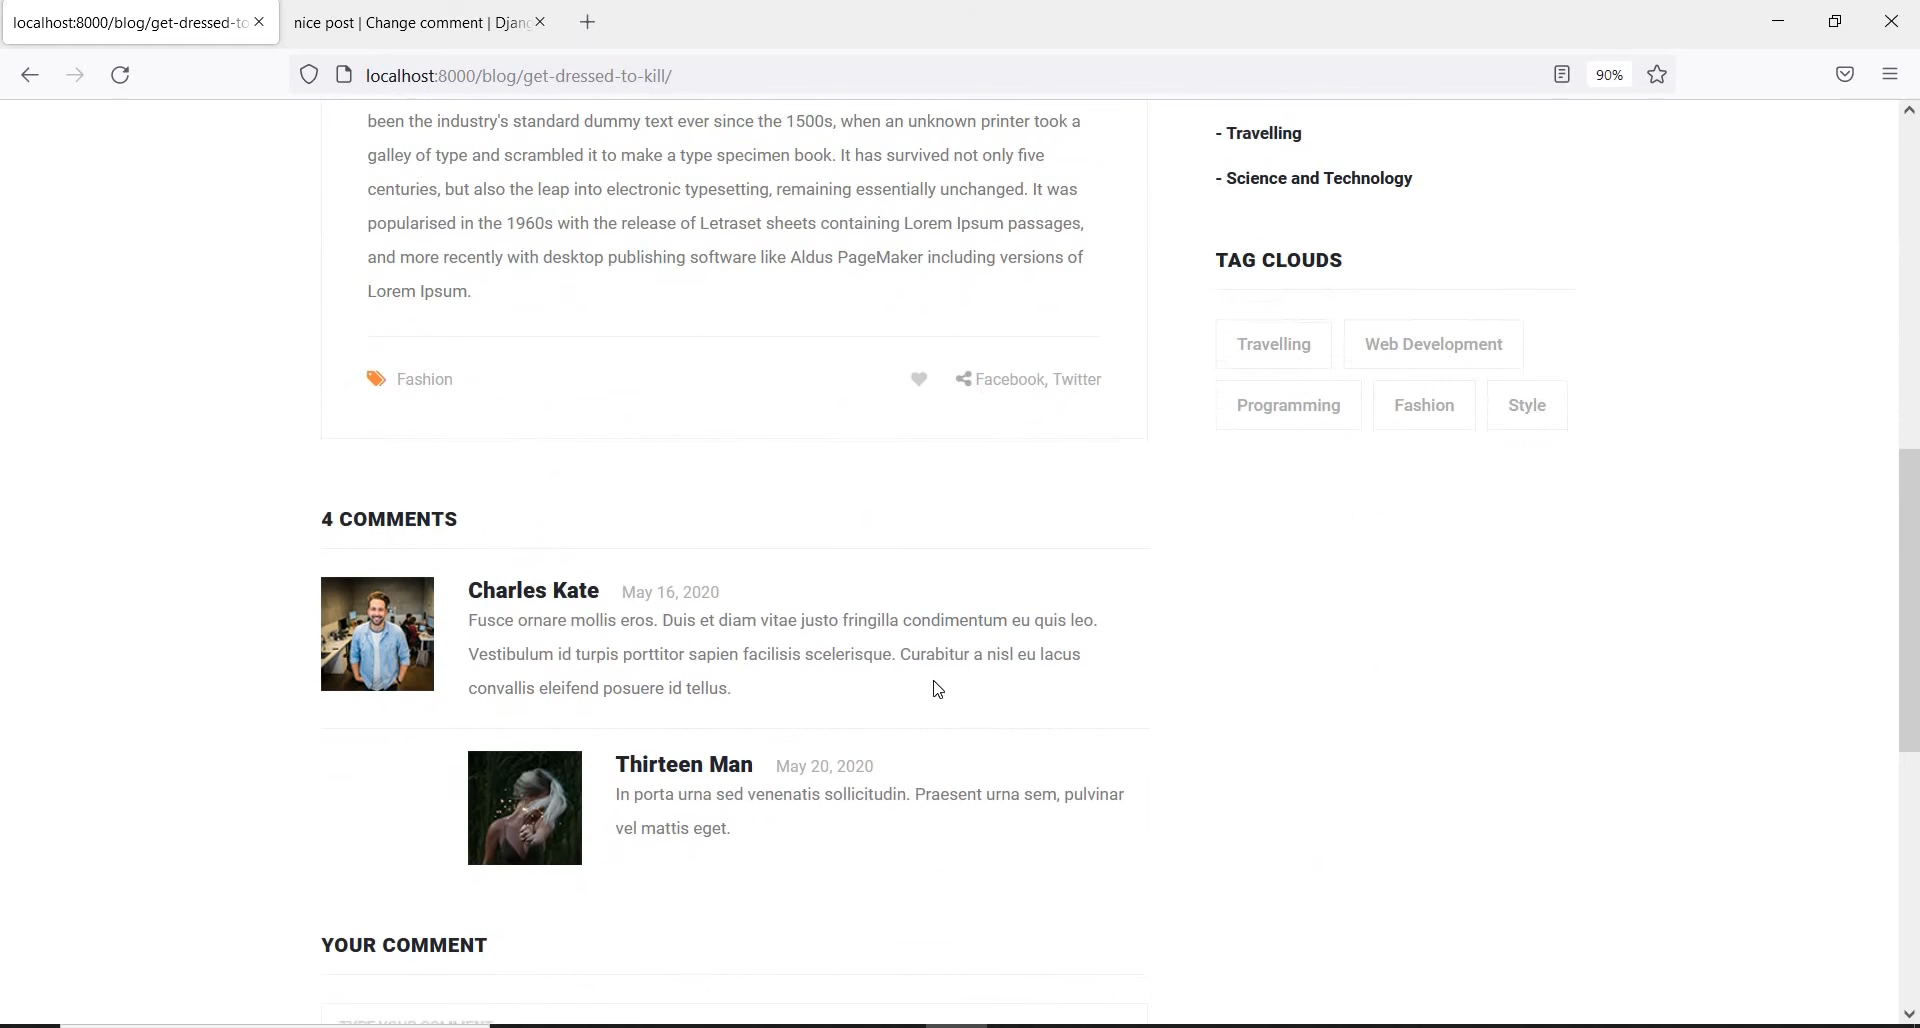 localhost:8000/blog/get-dressed-to
nice post | Change comment | Djang
localhost:8000/blog/get-dressed-to-kill/
90%
been the industry's standard dummy text ever since the 1500s, when an unknown printer took a
galley of type and scrambled it to make a type specimen book. It has survived not only five
centuries, but also the leap into electronic typesetting, remaining essentially unchanged. It was
popularised in the 1960s with the release of Letraset sheets containing Lorem Ipsum passages,
and more recently with desktop publishing software like Aldus PageMaker including versions of
Lorem Ipsum.
Fashion
Facebook, Twitter
4 COMMENTS
Charles Kate May 16, 2020
Fusce ornare mollis eros. Duis et diam vitae justo fringilla condimentum eu quis leo.
Vestibulum id turpis porttitor sapien facilisis scelerisque. Curabitur a nisl eu lacus
convallis eleifend posuere id tellus.
Thirteen Man May 20, 2020
In porta urna sed venenatis sollicitudin. Praesent urna sem, pulvinar
vel mattis eget.
YOUR COMMENT
TYPE YOUR COMMENT
- Travelling
- Science and Technology
TAG CLOUDS
Travelling
Web Development
Programming
Fashion
Style